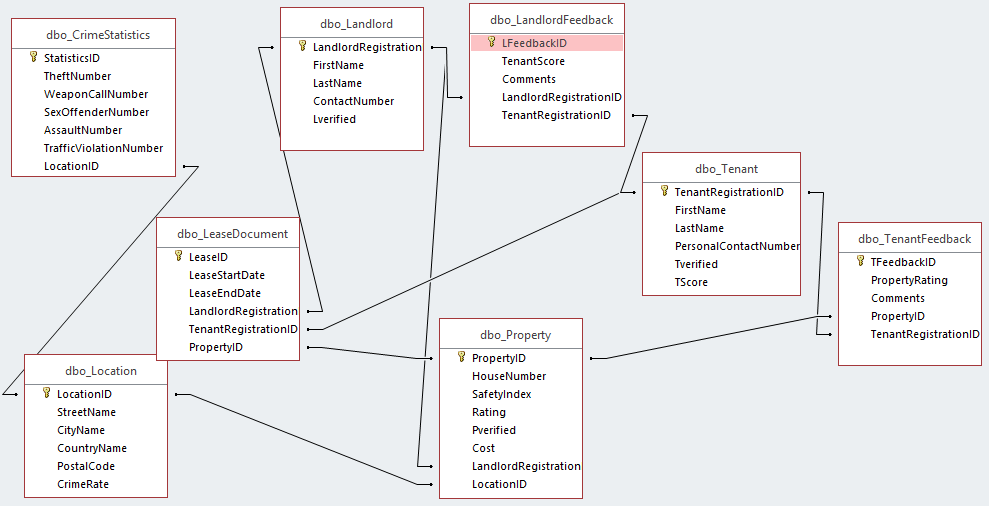 dbo_CrimeStatistics
StatisticsID
TheftNumber
WeaponCallNumber
SexOffenderNumber
AssaultNumber
TrafficViolationNumber
LocationID
dbo_Landlord
LandlordRegistration
FirstName
LastName
ContactNumber
Lverified
dbo_LandlordFeedback
LFeedbackID
TenantScore
Comments
LandlordRegistrationID
TenantRegistrationID
dbo_Tenant
TenantRegistrationID
FirstName
LastName
PersonalContactNumber
Tverified
TScore
dbo_TenantFeedback
TFeedbackID
PropertyRating
Comments
PropertyID
TenantRegistrationID
dbo_LeaseDocument
LeaseID
LeaseStartDate
LeaseEndDate
LandlordRegistration
TenantRegistrationID
PropertyID
dbo_Property
PropertyID
HouseNumber
SafetyIndex
Rating
Pverified
Cost
LandlordRegistration
LocationID
dbo_Location
LocationID
StreetName
CityName
CountryName
PostalCode
CrimeRate